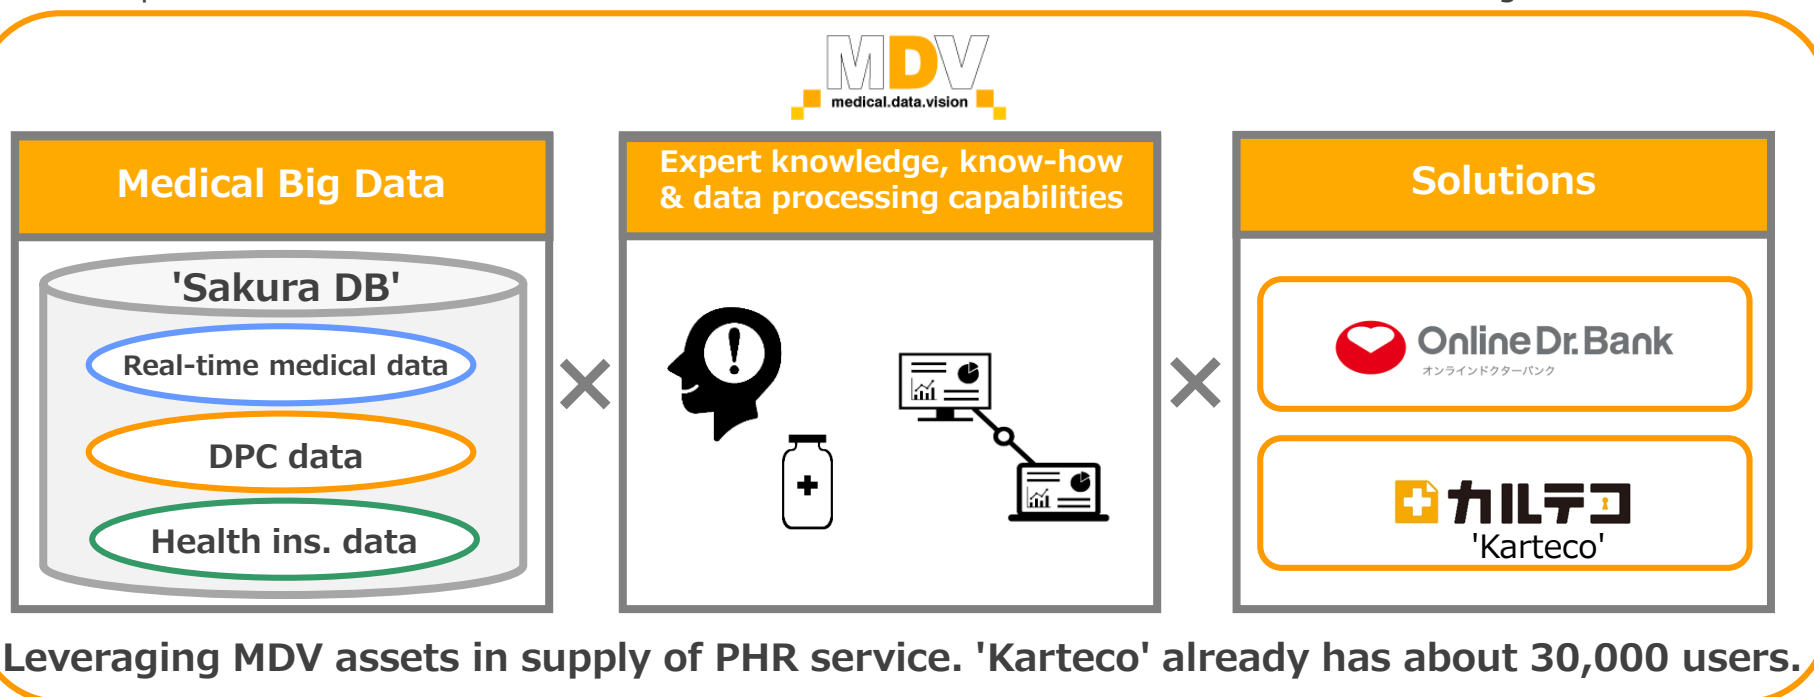 MDV
medical.data.vision
Medical Big Data
'Sakura DB'
Real-time medical data
DPC data
Health ins. data
Expert knowledge, know-how
& data processing capabilities
Solutions
Online Dr. Bank
オンラインドクターバンク
カルテコ
'Karteco'
Leveraging MDV assets in supply of PHR service. 'Karteco' already has about 30,000 users.